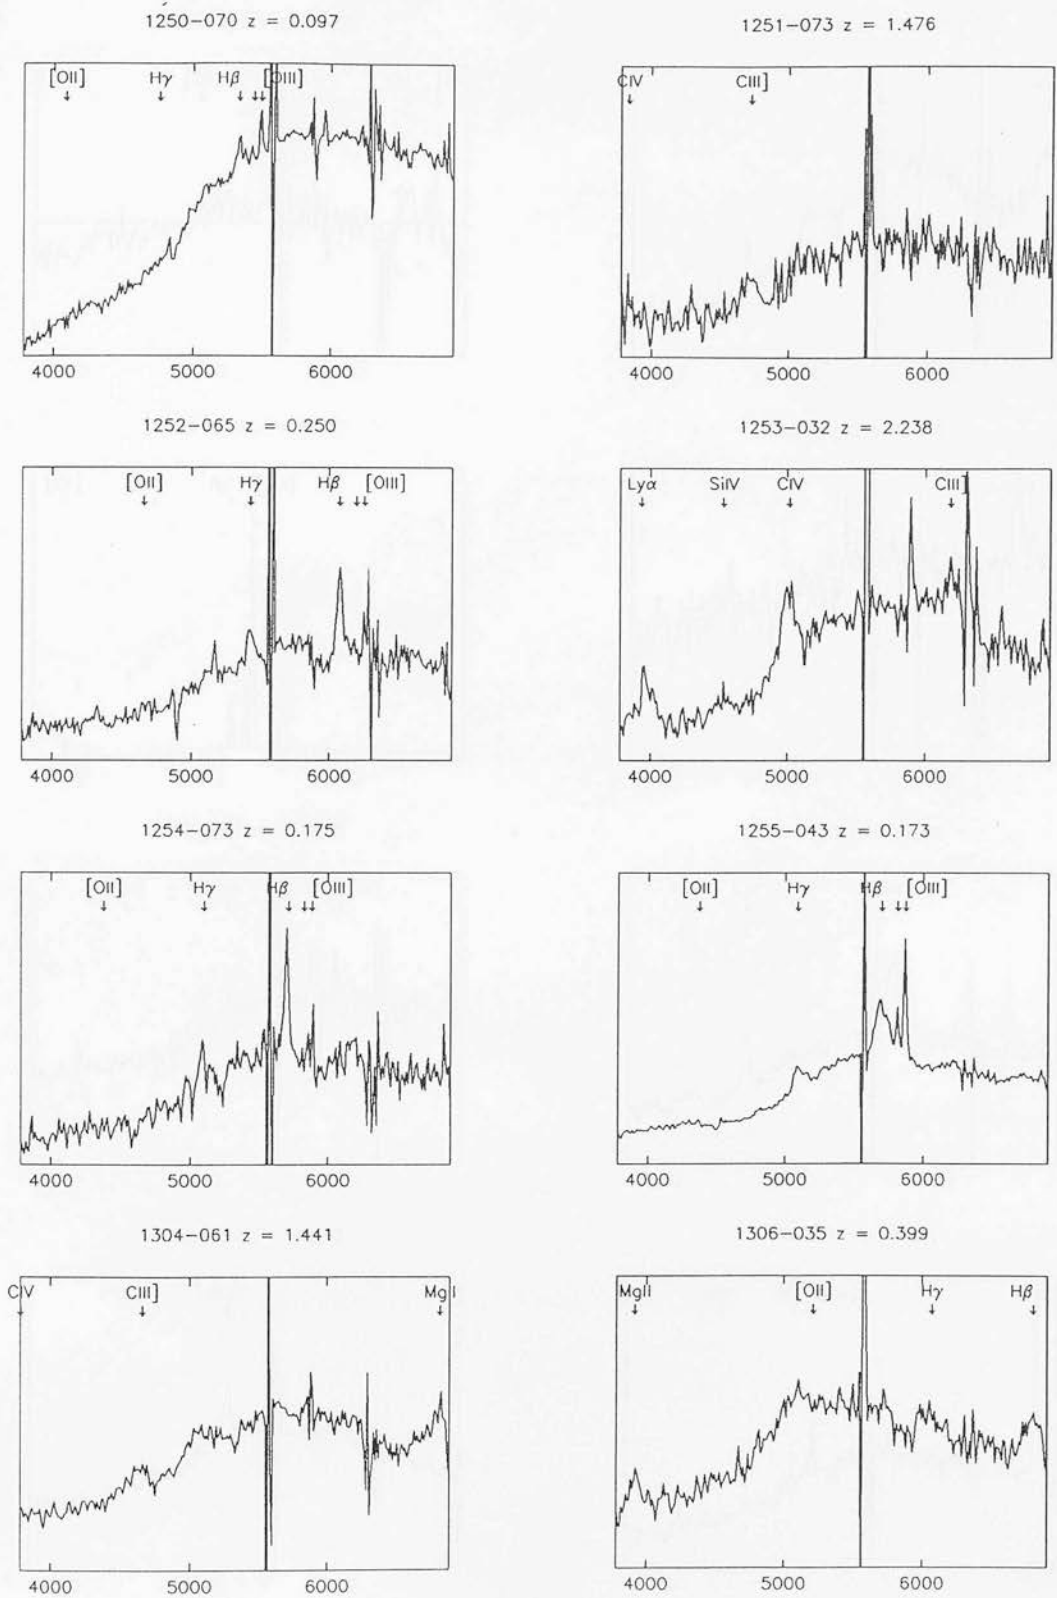 1250-070 z = 0.097
[OII] Hγ Hβ [OIII]
4000 5000 6000
1251-073 z = 1.476
CIV CIII]
4000 5000 6000
1252-065 z = 0.250
[OII] Hγ Hβ [OIII]
4000 5000 6000
1253-032 z = 2.238
Lyα SiIV CIV CIII]
4000 5000 6000
1254-073 z = 0.175
[OII] Hγ Hβ [OIII]
4000 5000 6000
1255-043 z = 0.173
[OII] Hγ Hβ [OIII]
4000 5000 6000
1304-061 z = 1.441
CIV CIII] MgII
4000 5000 6000
1306-035 z = 0.399
MgII [OII] Hγ Hβ
4000 5000 6000